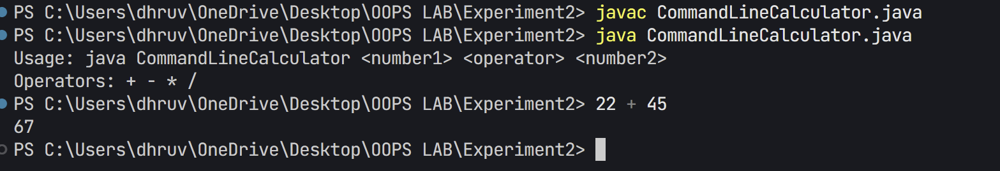 PS C:\Users\dhruv\OneDrive\Desktop\OOPS LAB\Experiment2> javac CommandLineCalculator.java
PS C:\Users\dhruv\OneDrive\Desktop\OOPS LAB\Experiment2> java CommandLineCalculator.java
Usage: java CommandLineCalculator <number1> <operator> <number2>
Operators: + - * /
PS C:\Users\dhruv\OneDrive\Desktop\OOPS LAB\Experiment2> 22 + 45
67
PS C:\Users\dhruv\OneDrive\Desktop\OOPS LAB\Experiment2>